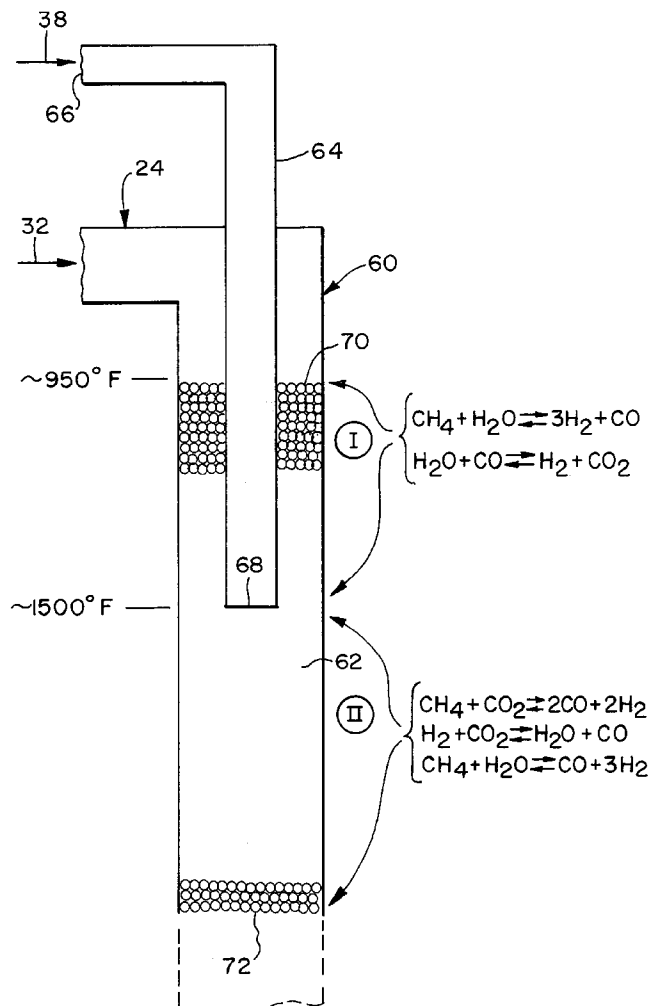 38
66
64
24
32
60
70
~950° F
I
CH₄+H₂O⇌3H₂+CO
H₂O+CO⇌H₂+CO₂
68
~1500° F
62
II
CH₄+CO₂⇌2CO+2H₂
H₂+CO₂⇌H₂O+CO
CH₄+H₂O⇌CO+3H₂
72